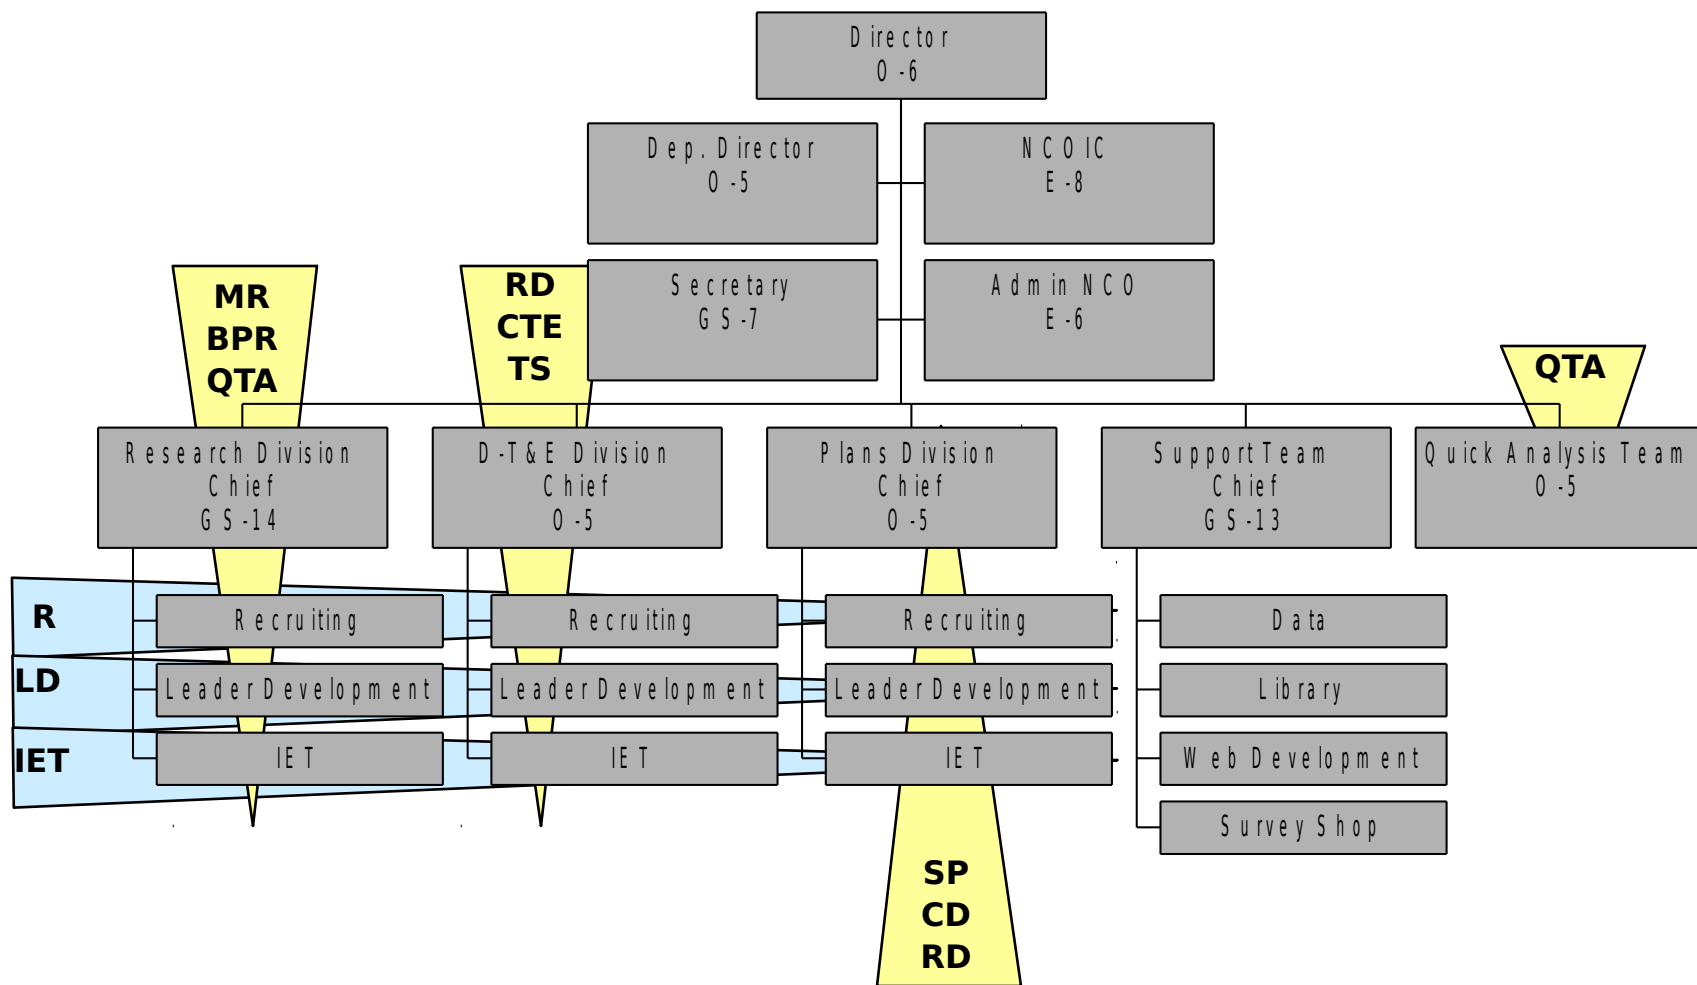 Director
O-6
Dep. Director
O-5
NCOIC
E-8
Secretary
GS-7
Admin NCO
E-6
MR
BPR
QTA
RD
CTE
TS
QTA
Research Division
Chief
GS-14
D-T&E Division
Chief
O-5
Plans Division
Chief
O-5
Support Team
Chief
GS-13
Quick Analysis Team
O-5
R
Recruiting
Recruiting
Recruiting
Data
LD
Leader Development
Leader Development
Leader Development
Library
IET
IET
IET
IET
Web Development
Survey Shop
SP
CD
RD